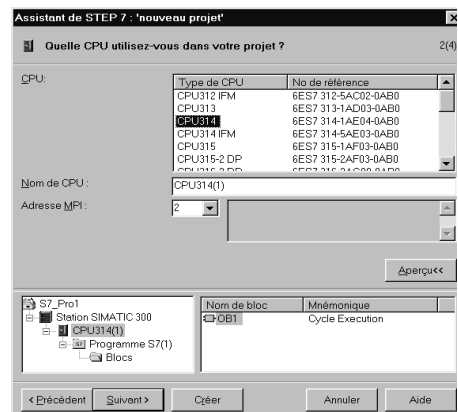 Assistant de STEP 7 : 'nouveau projet'
Quelle CPU utilisez-vous dans votre projet ? 2(4)
CPU:
Type de CPU No de référence
CPU312 IFM 6ES7 312-5AC02-0AB0
CPU313 6ES7 313-1AD03-0AB0
CPU314 6ES7 314-1AE04-0AB0
CPU314 IFM 6ES7 314-5AE03-0AB0
CPU315 6ES7 315-1AF03-0AB0
CPU315-2 DP 6ES7 315-2AF03-0AB0
Nom de CPU : CPU314(1)
Adresse MPI : 2
Aperçu<<
S7_Pro1
Station SIMATIC 300
CPU314(1)
Programme S7(1)
Blocs
Nom de bloc Mnémonique
OB1 Cycle Execution
< Précédent Suivant > Créer Annuler Aide